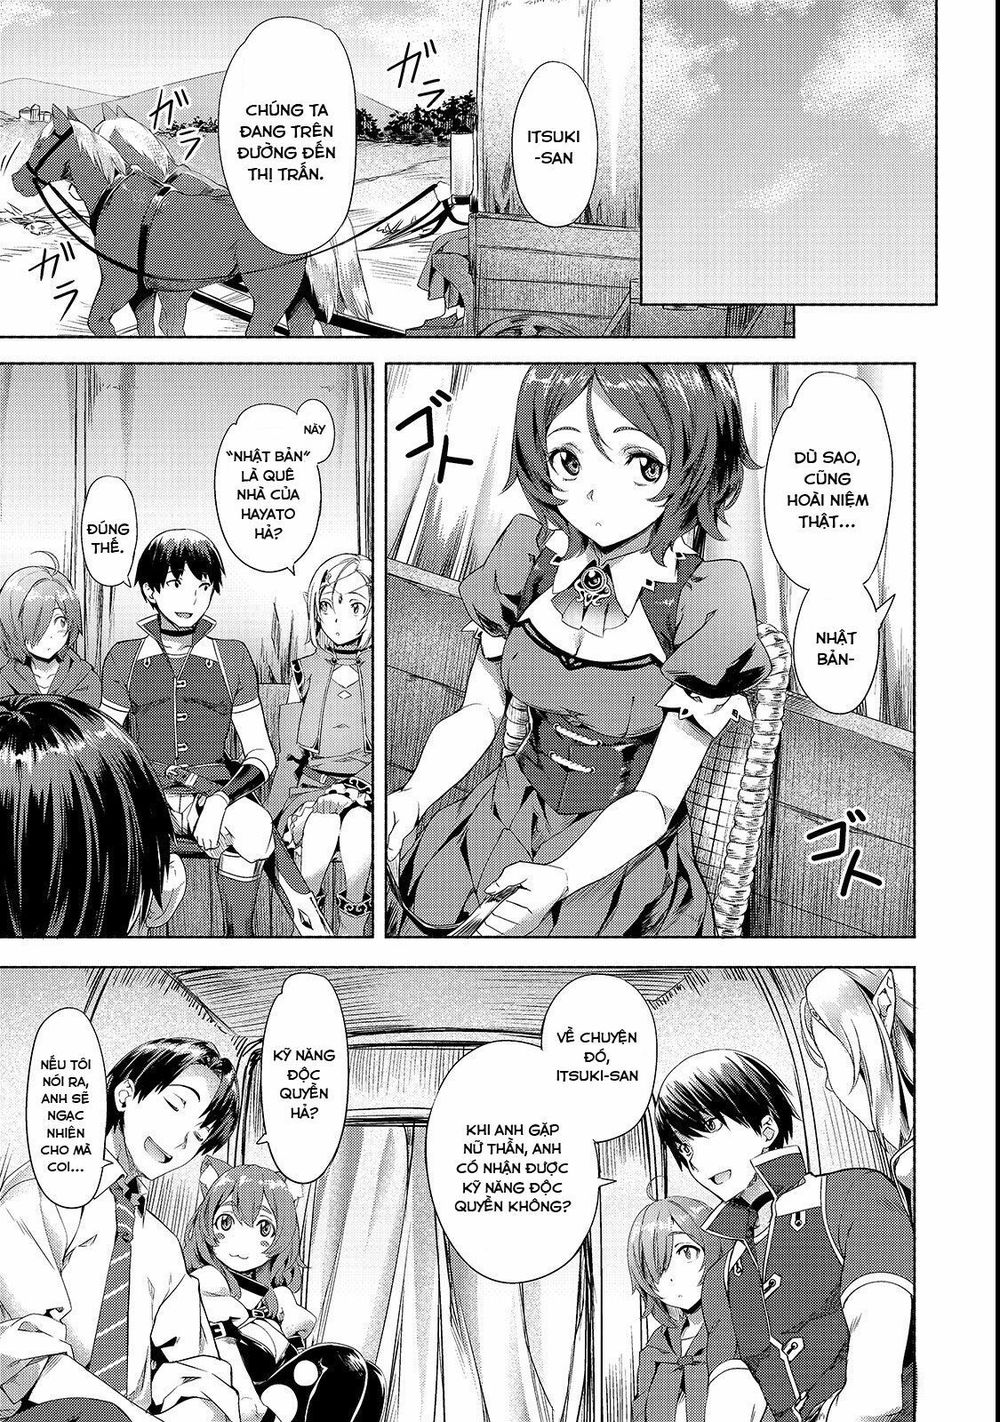 ITSUKI
-SAN
CHÚNG TA
ĐANG TRÊN
ĐƯỜNG ĐẾN
THỊ TRẤN.
ガラ
ガラ
ガラ
DÙ SAO,
CŨNG
HOÀI NIỆM
THẬT...
NHẬT
BẢN-
ゴト
ゴト
NÀY
“NHẬT BẢN”
LÀ QUÊ
NHÀ CỦA
HAYATO
HẢ?
ĐÚNG
THẾ.
VỀ CHUYỆN
ĐÓ,
ITSUKI-SAN
KHI ANH GẶP
NỮ THẦN, ANH
CÓ NHẬN ĐƯỢC
KỸ NĂNG ĐỘC
QUYỀN KHÔNG?
KỸ NĂNG
ĐỘC
QUYỀN
HẢ?
NẾU TÔI
NÓI RA,
ANH SẼ
NGẠC
NHIÊN
CHO MÀ
COI...